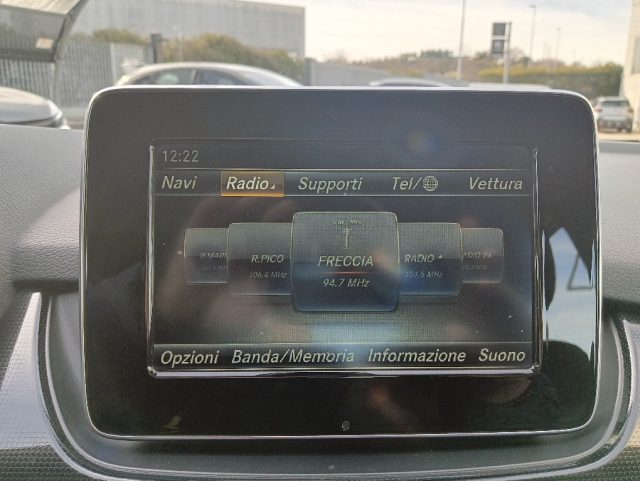 12:22
Navi Radio Supporti Tel/ Vettura
R.PICO FRECCIA RADIO
106.4 MHz 94.7 MHz 101.5 MHz
Opzioni Banda/Memoria Informazione Suono